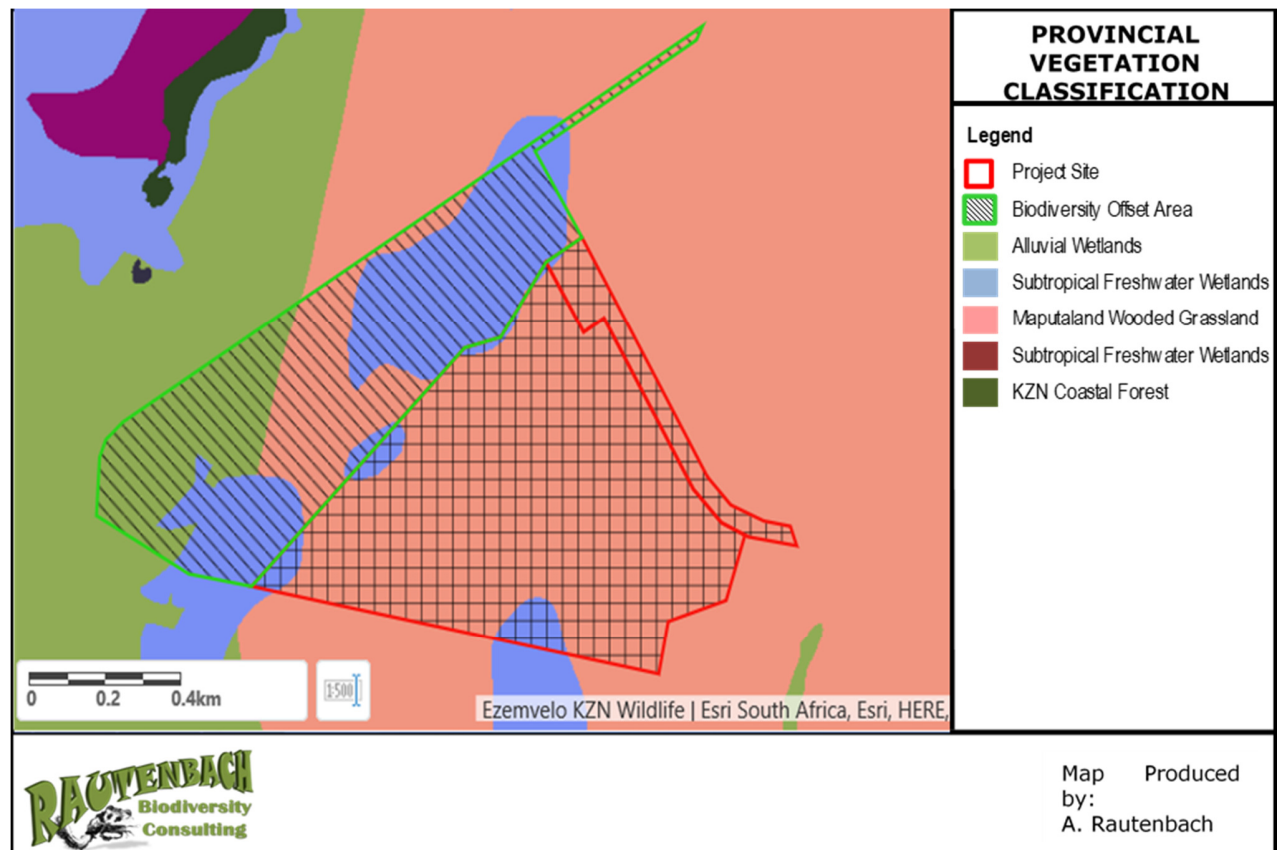 PROVINCIAL
VEGETATION
CLASSIFICATION
Legend
Project Site
Biodiversity Offset Area
Alluvial Wetlands
Subtropical Freshwater Wetlands
Maputaland Wooded Grassland
Subtropical Freshwater Wetlands
KZN Coastal Forest
0 0.2 0.4km
1:500
Ezemvelo KZN Wildlife | Esri South Africa, Esri, HERE,
RAUTENBACH
Biodiversity
Consulting
Map Produced
by:
A. Rautenbach